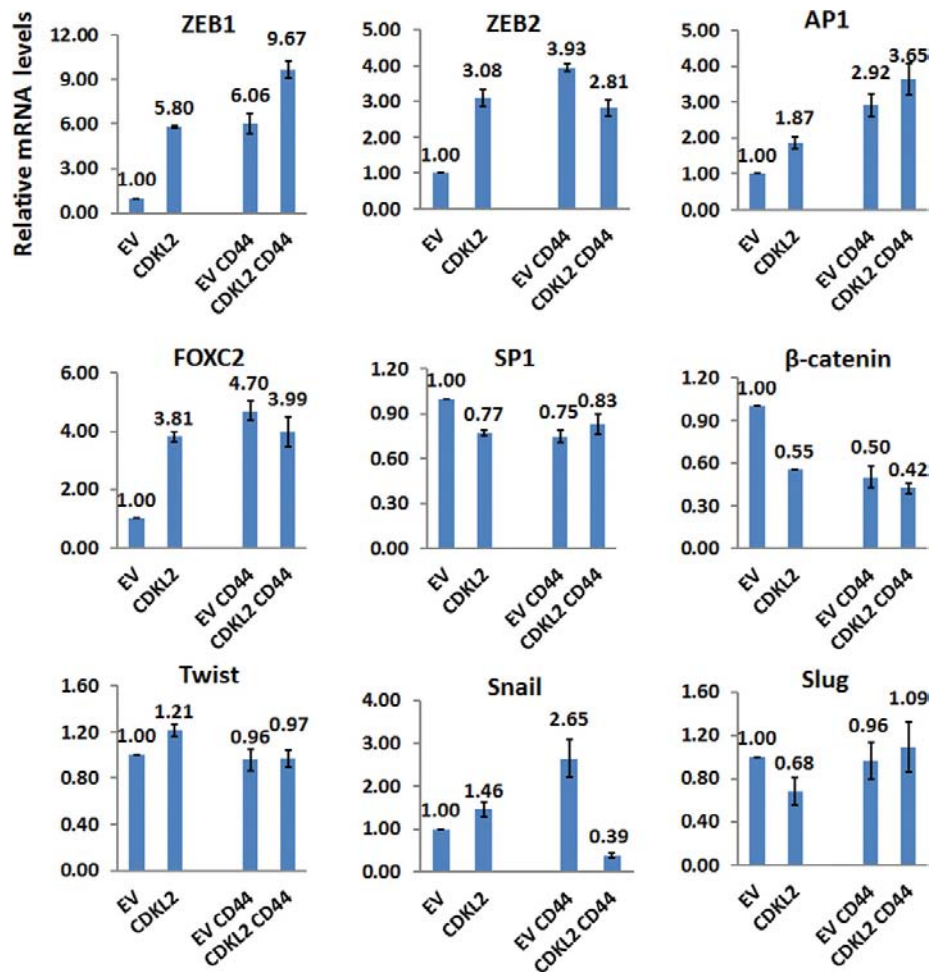 Relative mRNA levels
ZEB1
12.00
9.00
6.00
3.00
0.00
1.00
5.80
6.06
9.67
EV
CDKL2
EV CD44
CDKL2 CD44
ZEB2
5.00
4.00
3.00
2.00
1.00
0.00
1.00
3.08
3.93
2.81
EV
CDKL2
EV CD44
CDKL2 CD44
AP1
5.00
4.00
3.00
2.00
1.00
0.00
1.00
1.87
2.92
3.65
EV
CDKL2
EV CD44
CDKL2 CD44
FOXC2
6.00
4.00
2.00
0.00
1.00
3.81
4.70
3.99
EV
CDKL2
EV CD44
CDKL2 CD44
SP1
1.20
0.90
0.60
0.30
0.00
1.00
0.77
0.75
0.83
EV
CDKL2
EV CD44
CDKL2 CD44
β-catenin
1.20
0.90
0.60
0.30
0.00
1.00
0.55
0.50
0.42
EV
CDKL2
EV CD44
CDKL2 CD44
Twist
1.60
1.20
0.80
0.40
0.00
1.00
1.21
0.96
0.97
EV
CDKL2
EV CD44
CDKL2 CD44
Snail
4.00
3.00
2.00
1.00
0.00
1.00
1.46
2.65
0.39
EV
CDKL2
EV CD44
CDKL2 CD44
Slug
1.60
1.20
0.80
0.40
0.00
1.00
0.68
0.96
1.09
EV
CDKL2
EV CD44
CDKL2 CD44